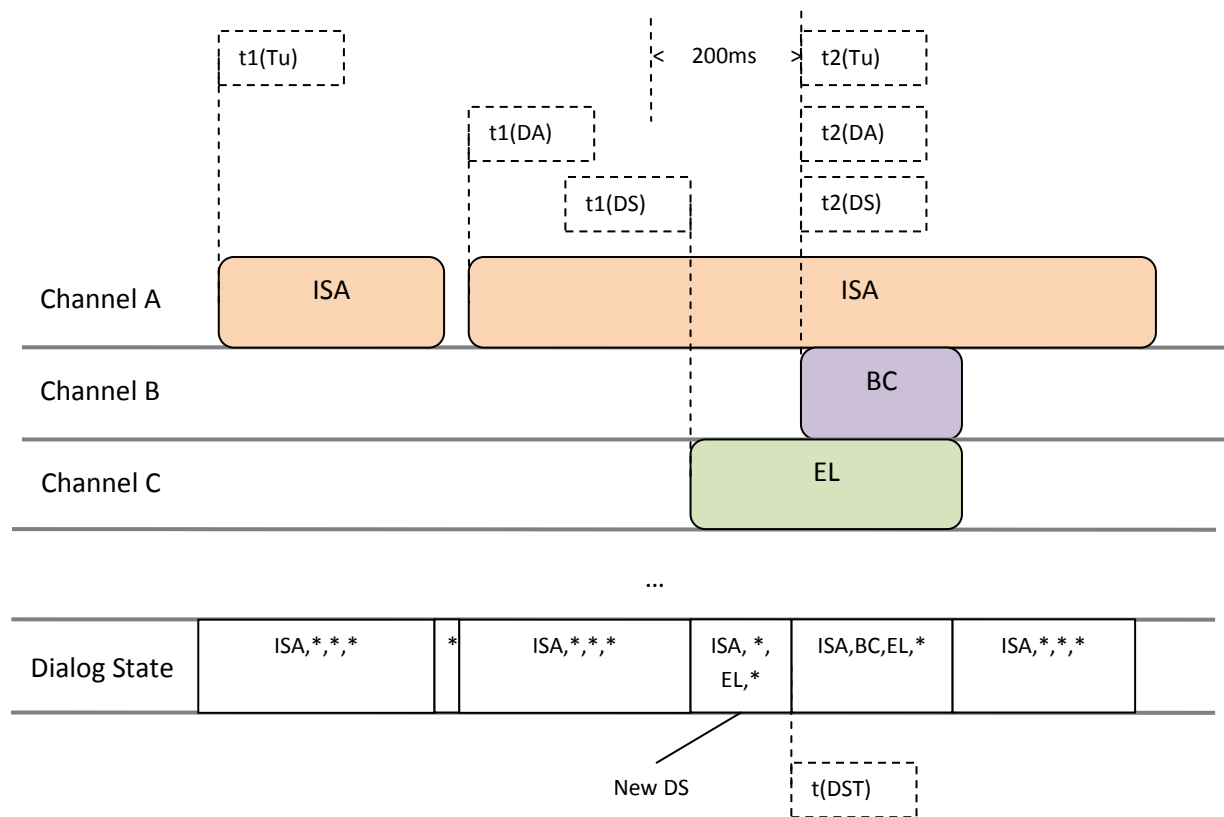 t1(Tu)
< 200ms >
t2(Tu)
t1(DA)
t2(DA)
t1(DS)
t2(DS)
Channel A
ISA
ISA
Channel B
BC
Channel C
EL
...
Dialog State
ISA,*,*,*
*
ISA,*,*,*
ISA, *,
EL,*
ISA,BC,EL,*
ISA,*,*,*
New DS
t(DST)